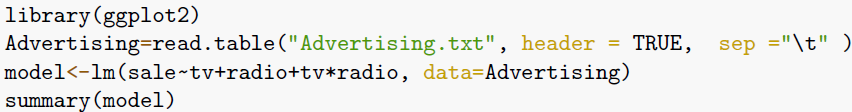 library(ggplot2)
Advertising=read.table("Advertising.txt", header = TRUE,  sep ="\t" )
model<-lm(sale~tv+radio+tv*radio, data=Advertising)
summary(model)